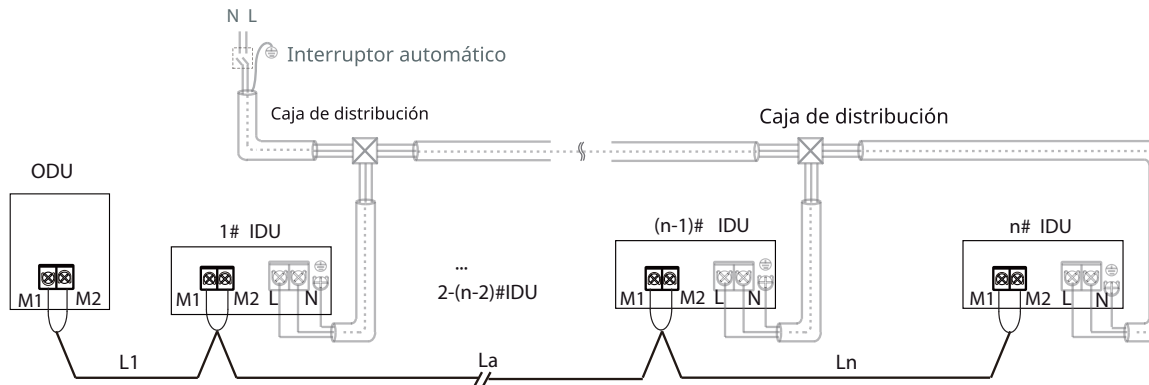 N L
Interruptor automático
Caja de distribución
Caja de distribución
ODU
1# IDU
(n-1)# IDU
n# IDU
...
2-(n-2)#IDU
M1 M2
M1 M2 L N
M1 M2 L N
M1 M2 L N
L1
La
Ln